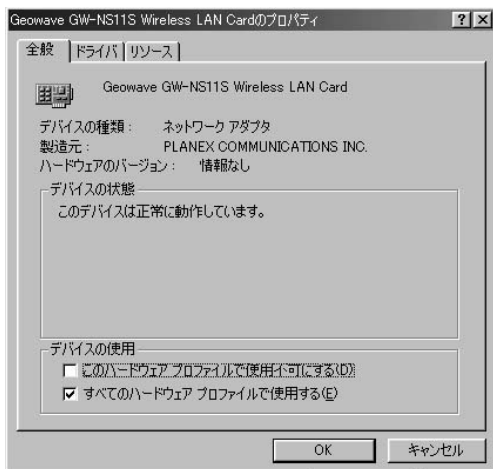 Geowave GW-NS11S Wireless LAN Cardのプロパティ
全般 ドライバ リソース
Geowave GW-NS11S Wireless LAN Card
デバイスの種類： ネットワーク アダプタ
製造元： PLANEX COMMUNICATIONS INC.
ハードウェアのバージョン： 情報なし
デバイスの状態
このデバイスは正常に動作しています。
デバイスの使用
このハードウェア プロファイルで使用不可にする(D)
すべてのハードウェア プロファイルで使用する(E)
OK キャンセル